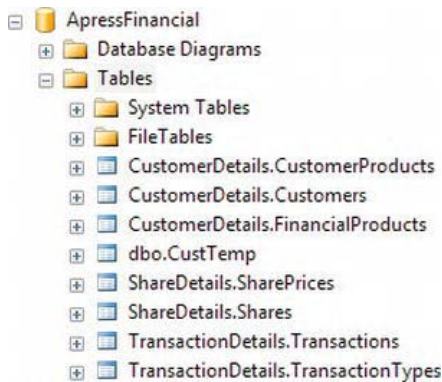 ApressFinancial
Database Diagrams
Tables
System Tables
FileTables
CustomerDetails.CustomerProducts
CustomerDetails.Customers
CustomerDetails.FinancialProducts
dbo.CustTemp
ShareDetails.SharePrices
ShareDetails.Shares
TransactionDetails.Transactions
TransactionDetails.TransactionTypes